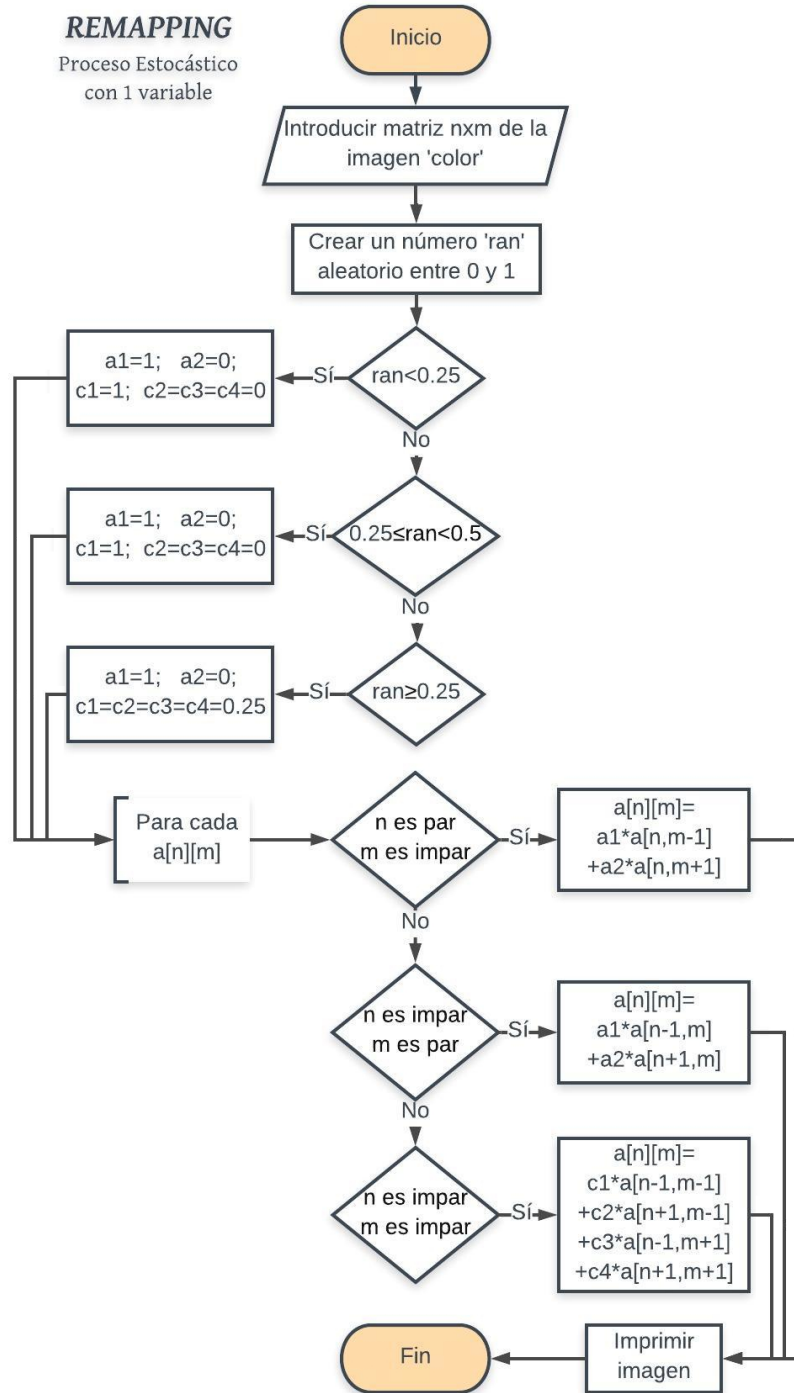 REMAPPING
Proceso Estocástico
con 1 variable
Inicio
Introducir matriz nxm de la
imagen 'color'
Crear un número 'ran'
aleatorio entre 0 y 1
ran<0.25
Sí
a1=1; a2=0;
c1=1; c2=c3=c4=0
No
0.25≤ran<0.5
Sí
a1=1; a2=0;
c1=1; c2=c3=c4=0
No
ran≥0.25
Sí
a1=1; a2=0;
c1=c2=c3=c4=0.25
Para cada
a[n][m]
n es par
m es impar
Sí
a[n][m]=
a1*a[n,m-1]
+a2*a[n,m+1]
No
n es impar
m es par
Sí
a[n][m]=
a1*a[n-1,m]
+a2*a[n+1,m]
No
n es impar
m es impar
Sí
a[n][m]=
c1*a[n-1,m-1]
+c2*a[n+1,m-1]
+c3*a[n-1,m+1]
+c4*a[n+1,m+1]
Imprimir
imagen
Fin